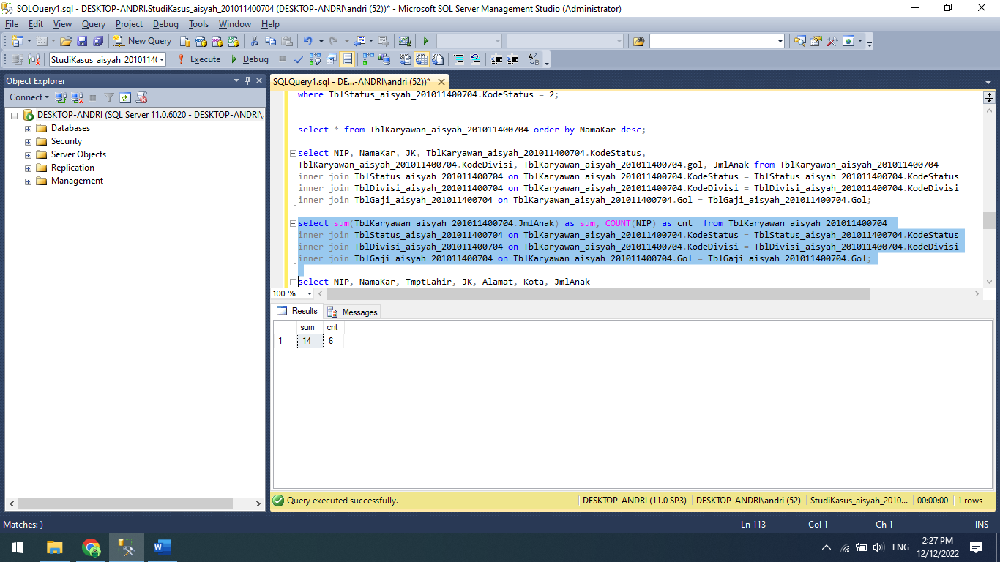 SQLQuery1.sql - DESKTOP-ANDRI.StudiKasus_aisyah_201011400704 (DESKTOP-ANDRI\andri (52))* - Microsoft SQL Server Management Studio (Administrator)
File Edit View Query Project Debug Tools Window Help
New Query
StudiKasus_aisyah_2010114 Execute Debug
Object Explorer
SQLQuery1.sql - DE...-ANDRI\andri (52))*
Connect
DESKTOP-ANDRI (SQL Server 11.0.6020 - DESKTOP-ANDRI\
Databases
Security
Server Objects
Replication
Management
where TblStatus_aisyah_201011400704.KodeStatus = 2;
select * from TblKaryawan_aisyah_201011400704 order by NamaKar desc;
select NIP, NamaKar, JK, TblKaryawan_aisyah_201011400704.KodeStatus,
TblKaryawan_aisyah_201011400704.KodeDivisi, TblKaryawan_aisyah_201011400704.gol, JmlAnak from TblKaryawan_aisyah_201011400704
inner join TblStatus_aisyah_201011400704 on TblKaryawan_aisyah_201011400704.KodeStatus = TblStatus_aisyah_201011400704.KodeStatus
inner join TblDivisi_aisyah_201011400704 on TblKaryawan_aisyah_201011400704.KodeDivisi = TblDivisi_aisyah_201011400704.KodeDivisi
inner join TblGaji_aisyah_201011400704 on TblKaryawan_aisyah_201011400704.Gol = TblGaji_aisyah_201011400704.Gol;
select sum(TblKaryawan_aisyah_201011400704.JmlAnak) as sum, COUNT(NIP) as cnt  from TblKaryawan_aisyah_201011400704
inner join TblStatus_aisyah_201011400704 on TblKaryawan_aisyah_201011400704.KodeStatus = TblStatus_aisyah_201011400704.KodeStatus
inner join TblDivisi_aisyah_201011400704 on TblKaryawan_aisyah_201011400704.KodeDivisi = TblDivisi_aisyah_201011400704.KodeDivisi
inner join TblGaji_aisyah_201011400704 on TblKaryawan_aisyah_201011400704.Gol = TblGaji_aisyah_201011400704.Gol;
select NIP, NamaKar, TmptLahir, JK, Alamat, Kota, JmlAnak
100 %
Results Messages
sum cnt
1 14 6
Query executed successfully. DESKTOP-ANDRI (11.0 SP3) DESKTOP-ANDRI\andri (52) StudiKasus_aisyah_2010... 00:00:00 1 rows
Matches: ) Ln 113 Col 1 Ch 1 INS
ENG
2:27 PM
12/12/2022